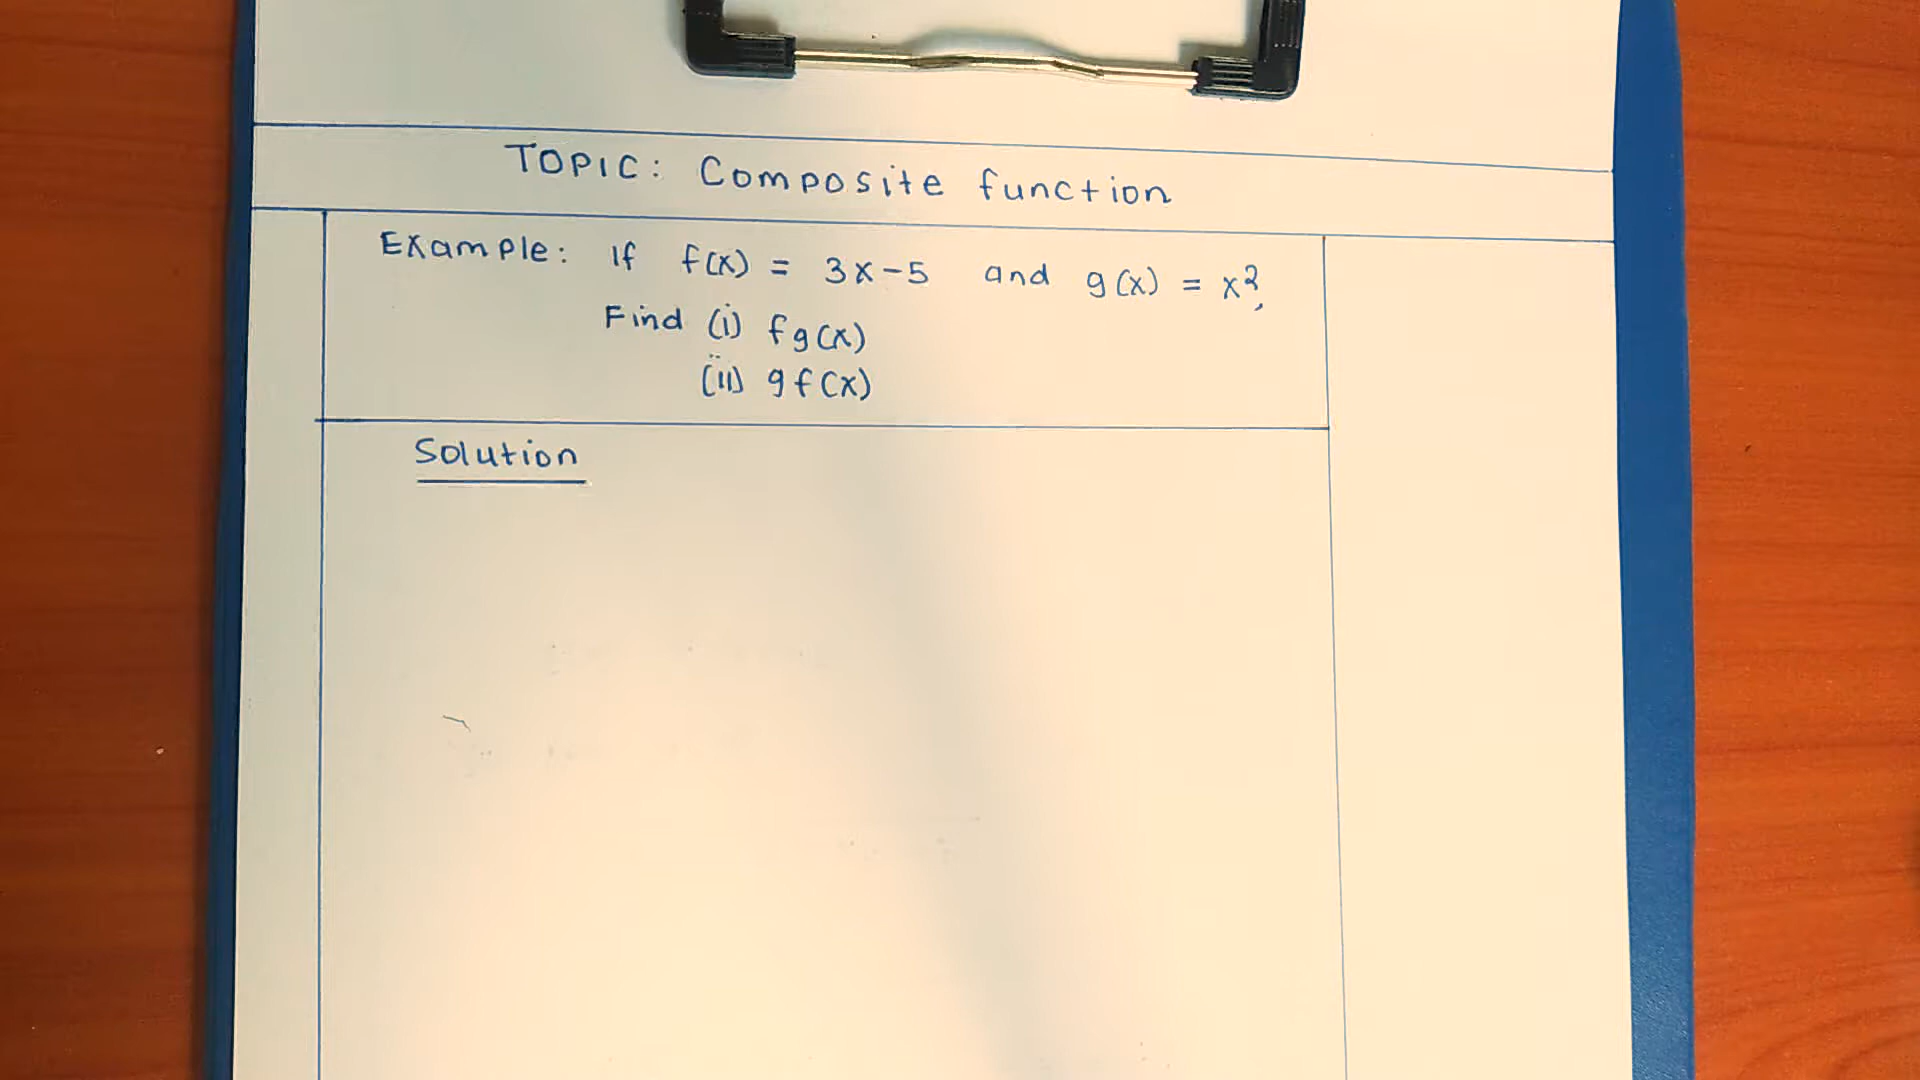 TOPIC: Composite function
Example: If f(x) = 3x-5 and g(x) = x²,
Find (i) fg(x)
(ii) gf(x)
Solution